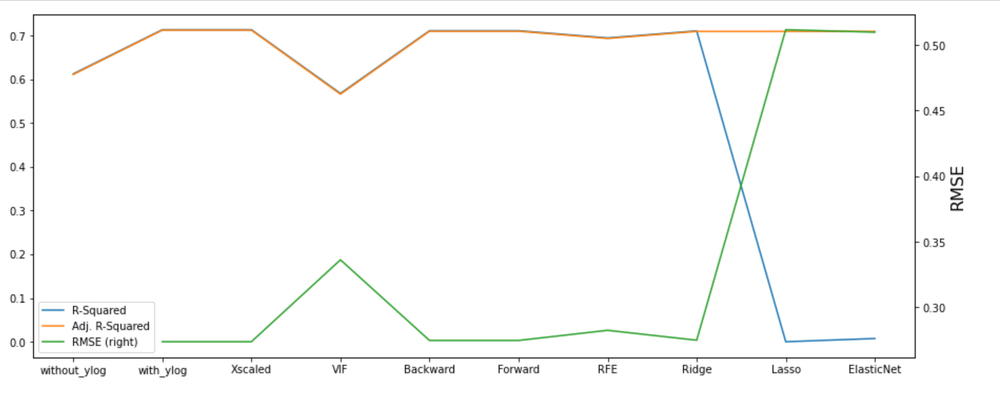 0.7
0.6
0.5
0.4
0.3
0.2
0.1
0.0
0.50
0.45
0.40
0.35
0.30
RMSE
R-Squared
Adj. R-Squared
RMSE (right)
without_ylog with_ylog Xscaled VIF Backward Forward RFE Ridge Lasso ElasticNet